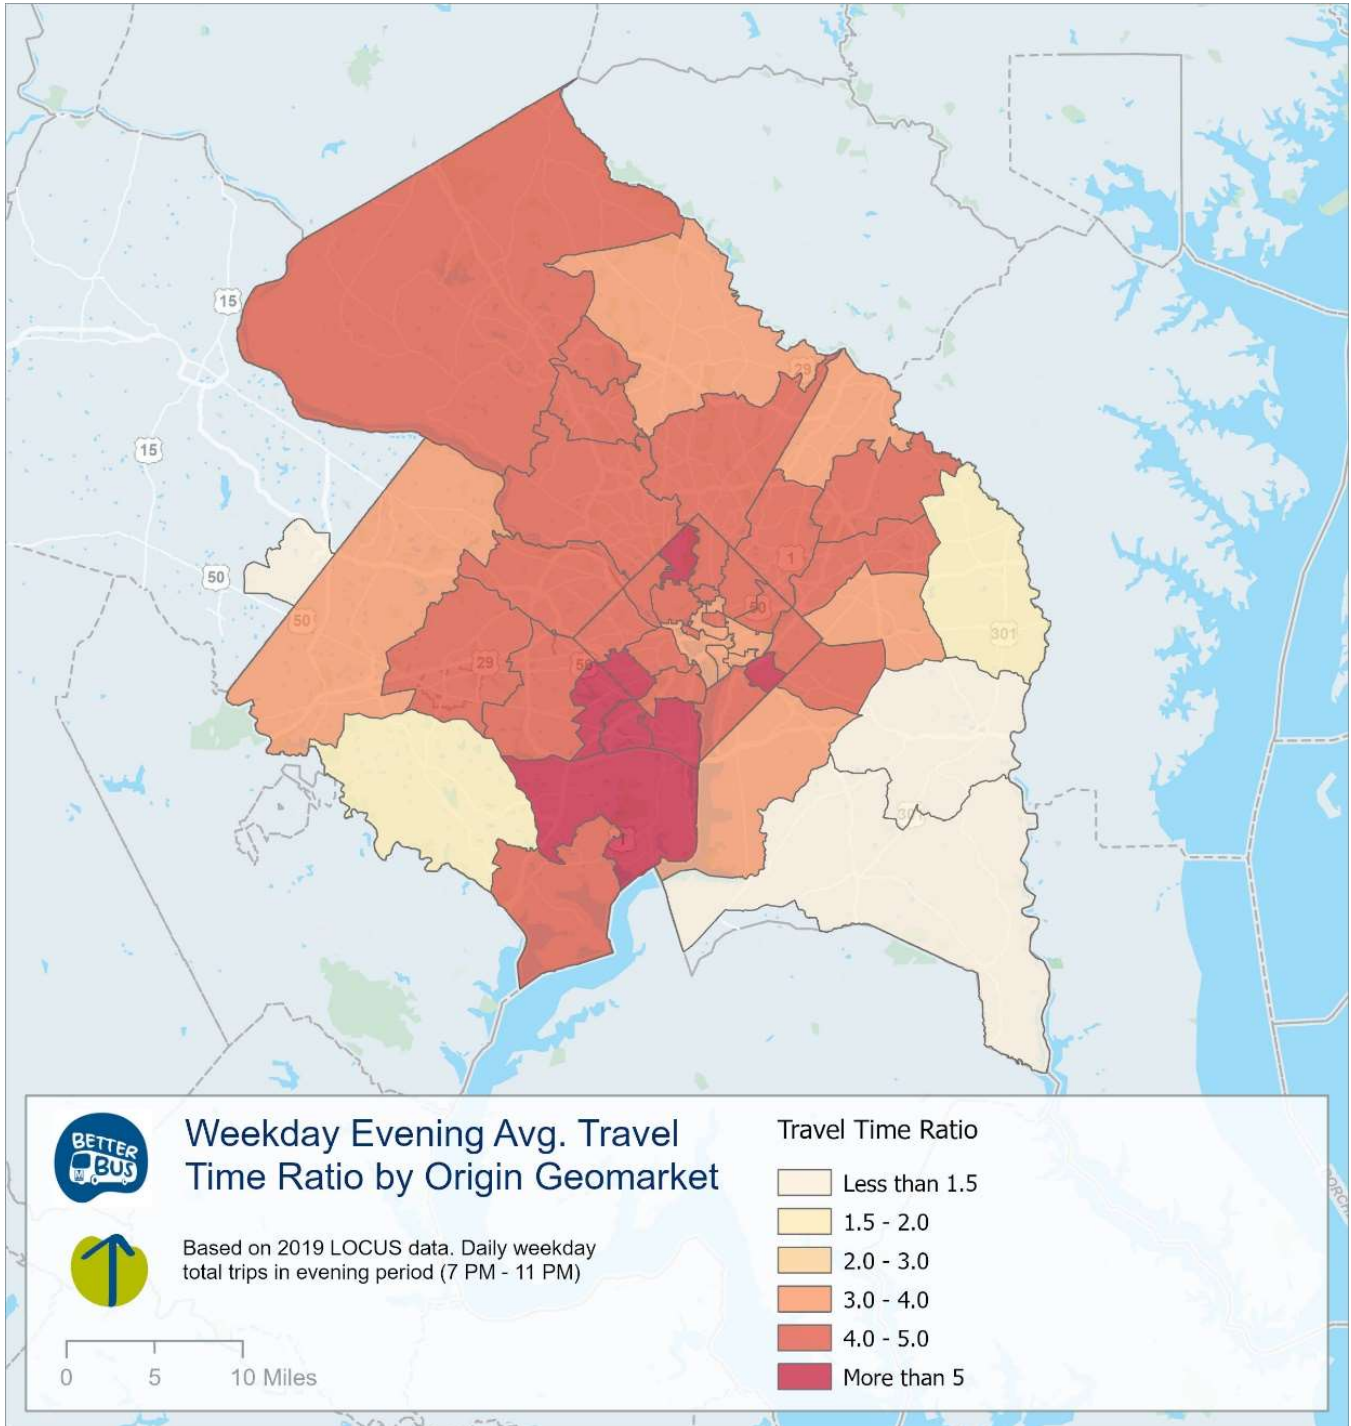 15
29
15
50
1
50
50
301
29
50
301
1
BETTER
BUS
Weekday Evening Avg. Travel
Time Ratio by Origin Geomarket
Based on 2019 LOCUS data. Daily weekday
total trips in evening period (7 PM - 11 PM)
0 5 10 Miles
Travel Time Ratio
Less than 1.5
1.5 - 2.0
2.0 - 3.0
3.0 - 4.0
4.0 - 5.0
More than 5